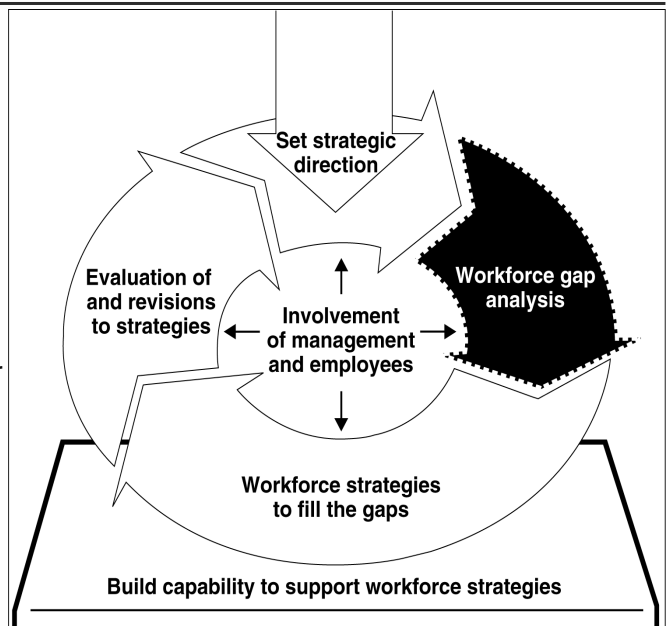 Set strategic
direction
Workforce gap
analysis
Evaluation of
and revisions
to strategies
Involvement
of management
and employees
Workforce strategies
to fill the gaps
Build capability to support workforce strategies